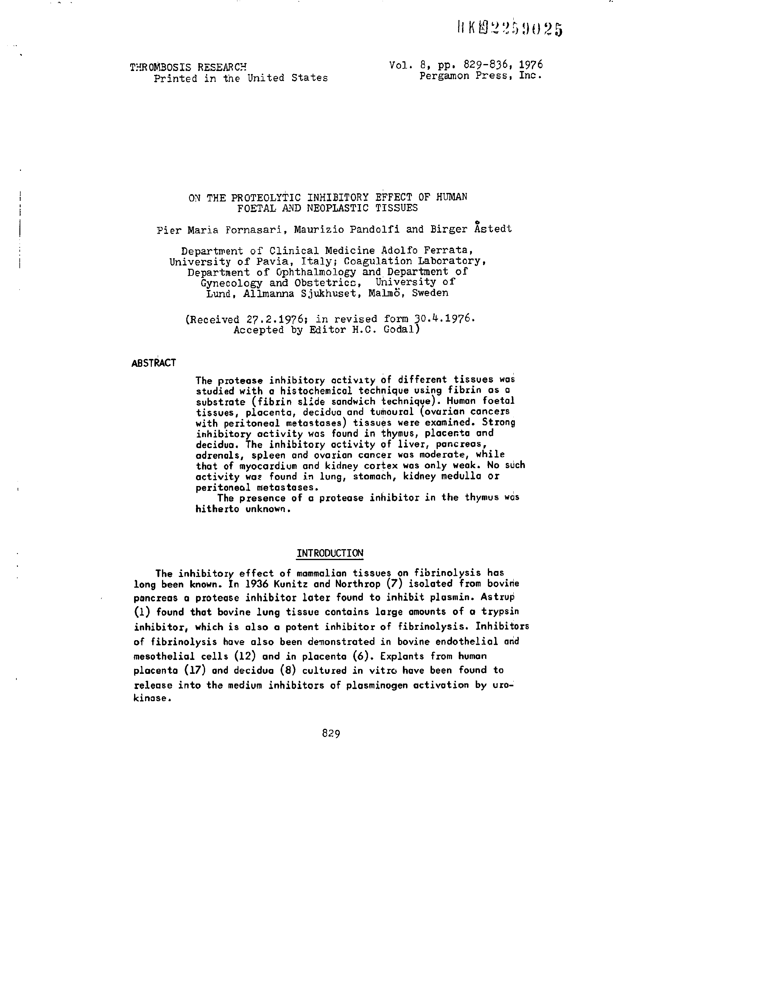 THROMBOSIS RESEARCH
Printed in the United States
Vol. 8, pp. 829-836, 1976
Pergamon Press, Inc.
ON THE PROTEOLYTIC INHIBITORY EFFECT OF HUMAN
FOETAL AND NEOPLASTIC TISSUES
Pier Maria Fornasari, Maurizio Pandolfi and Birger Åstedt
Department of Clinical Medicine Adolfo Ferrata,
University of Pavia, Italy; Coagulation Laboratory,
Department of Ophthalmology and Department of
Gynecology and Obstetrics, University of
Lund, Allmanna Sjukhuset, Malmö, Sweden
(Received 27.2.1976; in revised form 30.4.1976.
Accepted by Editor H.C. Godal)
ABSTRACT
The protease inhibitory activity of different tissues was
studied with a histochemical technique using fibrin as a
substrate (fibrin slide sandwich technique). Human foetal
tissues, placenta, decidua and tumoural (ovarian cancers
with peritoneal metastases) tissues were examined. Strong
inhibitory activity was found in thymus, placenta and
decidua. The inhibitory activity of liver, pancreas,
adrenals, spleen and ovarian cancer was moderate, while
that of myocardium and kidney cortex was only weak. No such
activity was found in lung, stomach, kidney medulla or
peritoneal metastases.
The presence of a protease inhibitor in the thymus was
hitherto unknown.
INTRODUCTION
The inhibitory effect of mammalian tissues on fibrinolysis has
long been known. In 1936 Kunitz and Northrop (7) isolated from bovine
pancreas a protease inhibitor later found to inhibit plasmin. Astrup
(1) found that bovine lung tissue contains large amounts of a trypsin
inhibitor, which is also a potent inhibitor of fibrinolysis. Inhibitors
of fibrinolysis have also been demonstrated in bovine endothelial and
mesothelial cells (12) and in placenta (6). Explants from human
placenta (17) and decidua (8) cultured in vitro have been found to
release into the medium inhibitors of plasminogen activation by uro-
kinase.
829